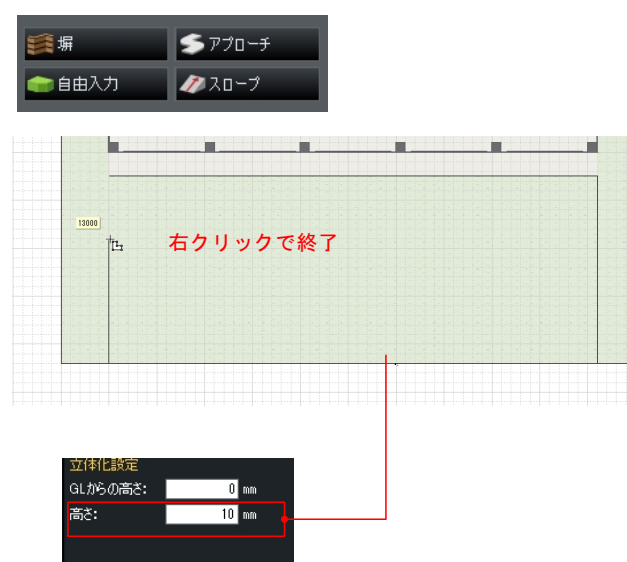 塀
アプローチ
自由入力
スロープ
13000
右クリックで終了
立体化設定
GLからの高さ: 0 mm
高さ: 10 mm